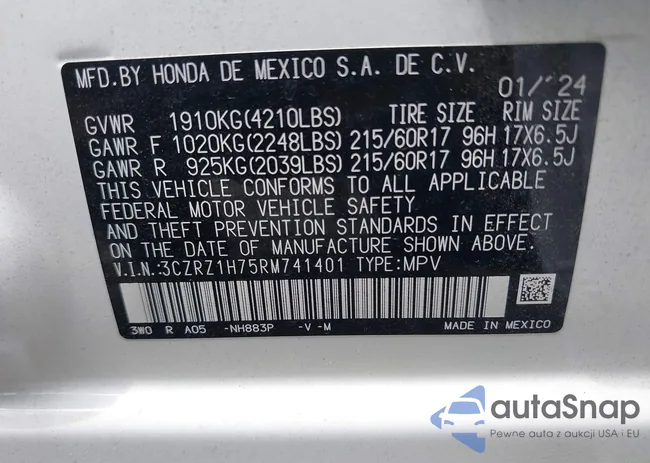 MFD. BY HONDA DE MEXICO S.A. DE C.V.
01/'24
GVWR 1910KG(4210LBS) TIRE SIZE RIM SIZE
GAWR F 1020KG(2248LBS) 215/60R17 96H 17X6.5J
GAWR R 925KG(2039LBS) 215/60R17 96H 17X6.5J
THIS VEHICLE CONFORMS TO ALL APPLICABLE
FEDERAL MOTOR VEHICLE SAFETY
AND THEFT PREVENTION STANDARDS IN EFFECT
ON THE DATE OF MANUFACTURE SHOWN ABOVE.
V.I.N.:3CZRZ1H75RM741401 TYPE:MPV
3W0 R A05 -NH883P -V -M MADE IN MEXICO
autaSnap
Pewne auta z aukcji USA i EU